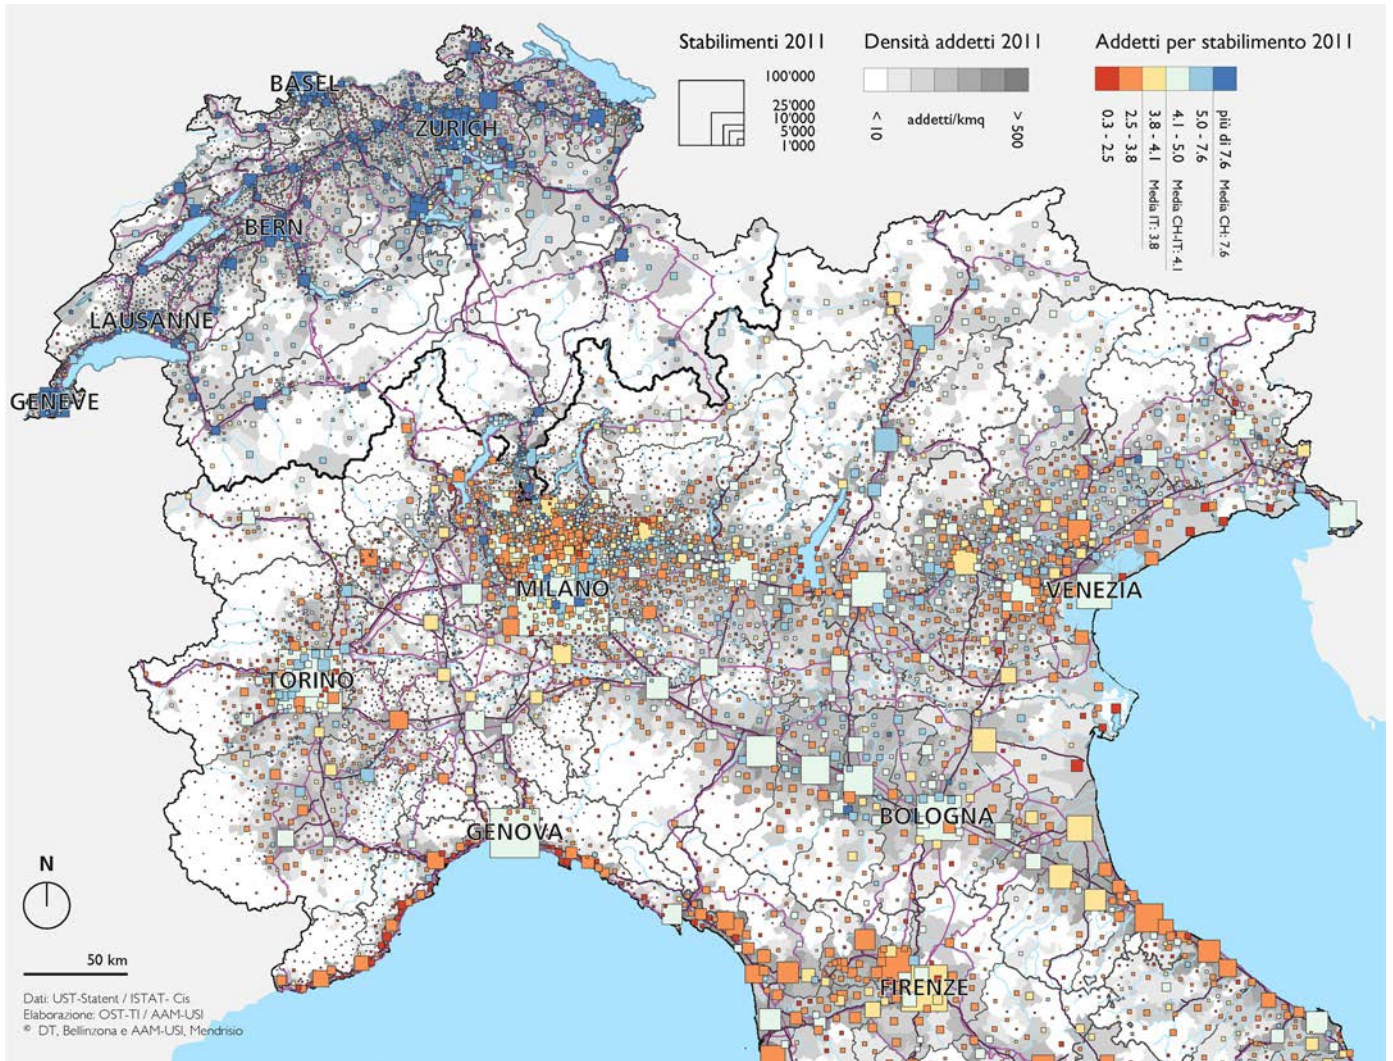 Stabilimenti 2011
100'000
25'000
10'000
5'000
1'000
Densità addetti 2011
< 10
addetti/kmq
> 500
Addetti per stabilimento 2011
0.3 - 2.5
2.5 - 3.8
3.8 - 4.1 Media IT: 3.8
4.1 - 5.0 Media CH-IT: 4.1
5.0 - 7.6
più di 7.6 Media CH: 7.6
BASEL
ZURICH
BERN
LAUSANNE
GENEVE
MILANO
VENEZIA
TORINO
BOLOGNA
GENOVA
FIRENZE
N
50 km
Dati: UST-Statent / ISTAT- Cis
Elaborazione: OST-TI / AAM-USI
© DT, Bellinzona e AAM-USI, Mendrisio